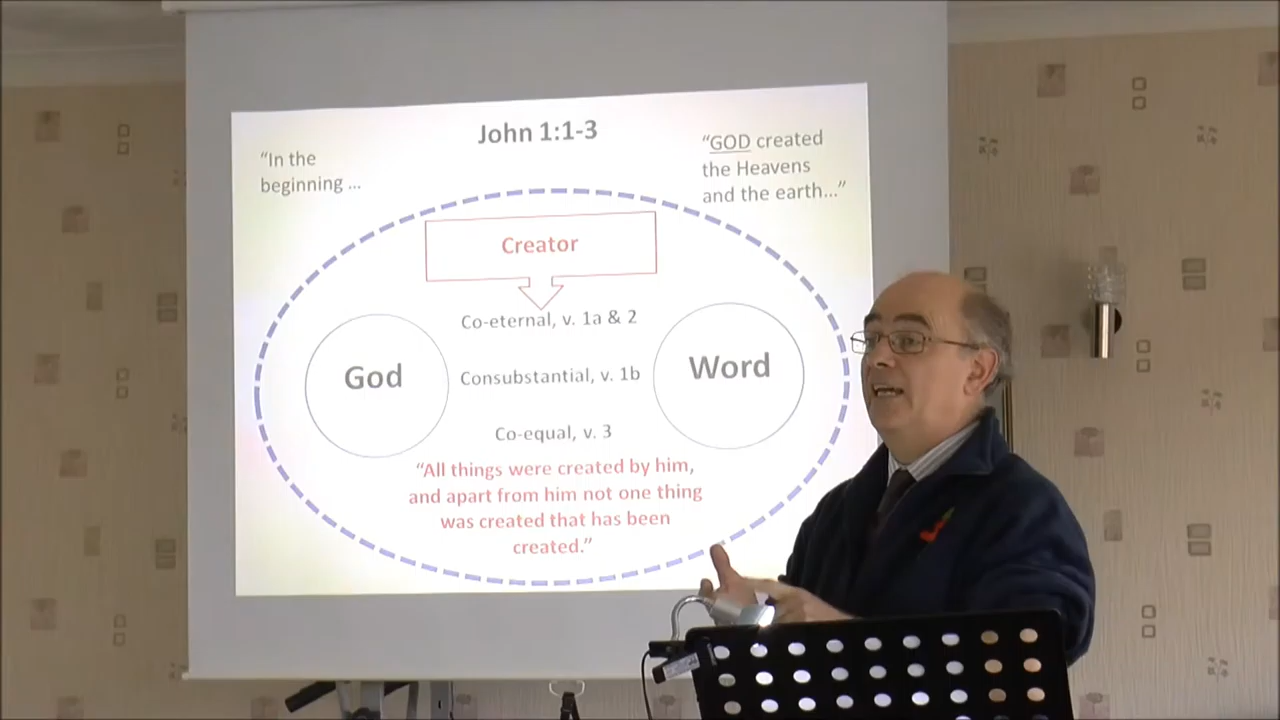 John 1:1-3
“In the
beginning ...
“GOD created
the Heavens
and the earth...”
Creator
Co-eternal, v. 1a & 2
God
Consubstantial, v. 1b
Word
Co-equal, v. 3
“All things were created by him,
and apart from him not one thing
was created that has been
created.”